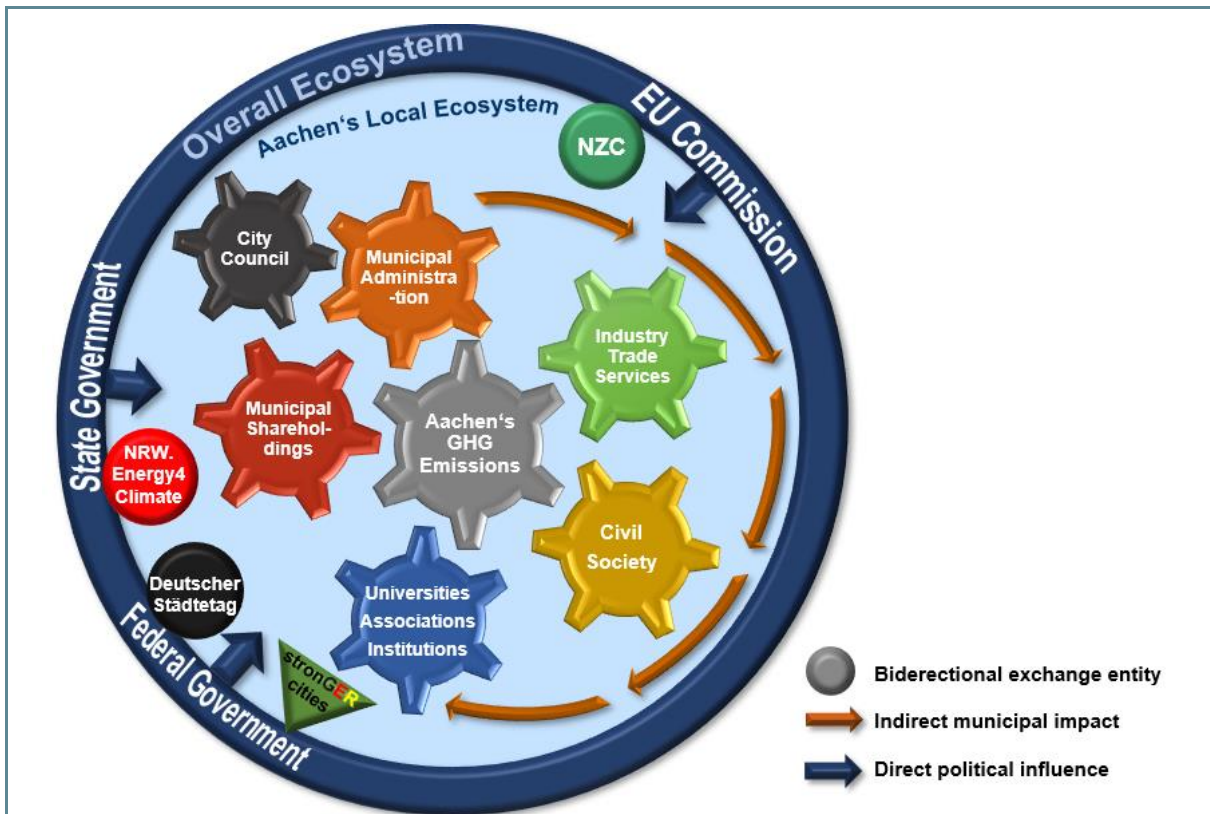 Overall Ecosystem
Aachen‘s Local Ecosystem
EU Commission
NZC
City
Council
Municipal
Administra
-tion
Industry
Trade
Services
State Government
Municipal
Sharehol-
dings
Aachen‘s
GHG
Emissions
NRW.
Energy4
Climate
Civil
Society
Deutscher
Städtetag
Universities
Associations
Institutions
Federal Government
stronGER
cities
Biderectional exchange entity
Indirect municipal impact
Direct political influence